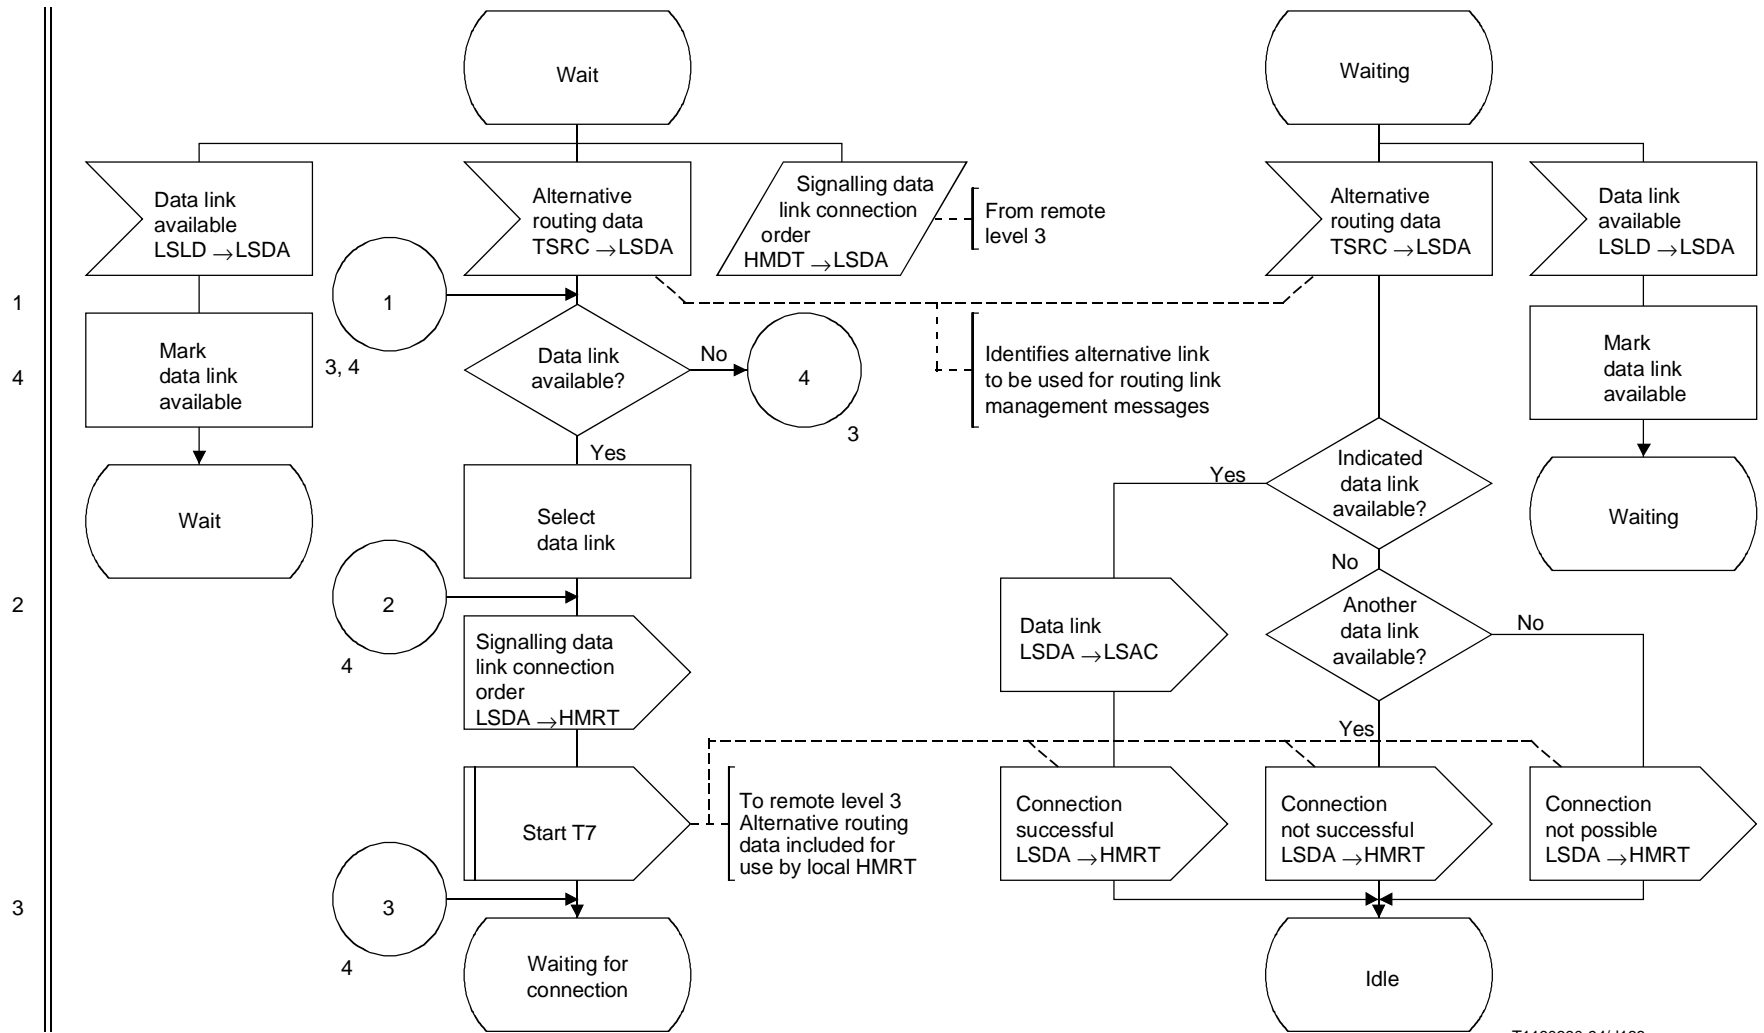 Wait
Waiting
Data link
available
LSLD →LSDA
Alternative
routing data
TSRC →LSDA
Signalling data
link connection
order
HMDT →LSDA
From remote
level 3
Alternative
routing data
TSRC →LSDA
Data link
available
LSLD →LSDA
1
1
3, 4
4
Mark
data link
available
Data link
available?
No
4
3
Yes
Identifies alternative link
to be used for routing link
management messages
Mark
data link
available
Wait
Select
data link
Yes
Indicated
data link
available?
No
Waiting
2
2
4
Signalling data
link connection
order
LSDA →HMRT
Data link
LSDA →LSAC
Another
data link
available?
No
Yes
Start T7
To remote level 3
Alternative routing
data included for
use by local HMRT
Connection
successful
LSDA →HMRT
Connection
not successful
LSDA →HMRT
Connection
not possible
LSDA →HMRT
3
3
4
Waiting for
connection
Idle